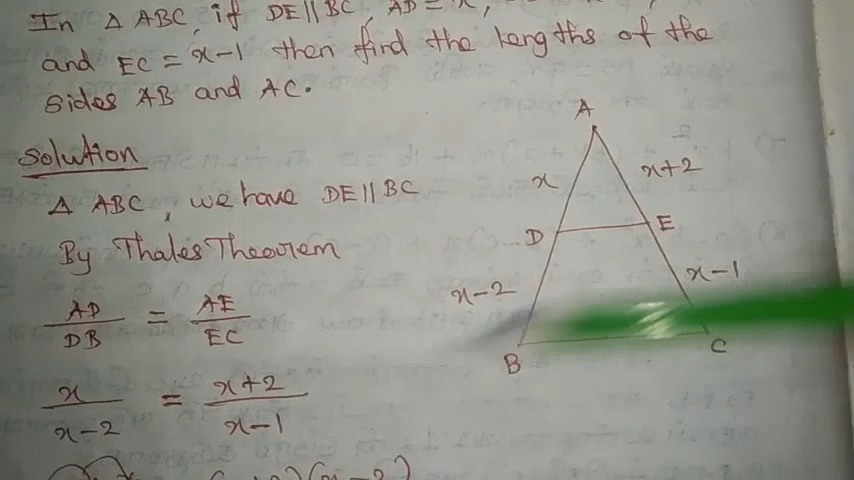 In Δ ABC, if DE || BC, AD = x,
and EC = x-1 then find the lengths of the
sides AB and AC.
Solution
Δ ABC, we have DE || BC
By Thales Theorem
AD/DB = AE/EC
x/x-2 = x+2/x-1
A
x
x+2
D
E
x-2
x-1
B
C